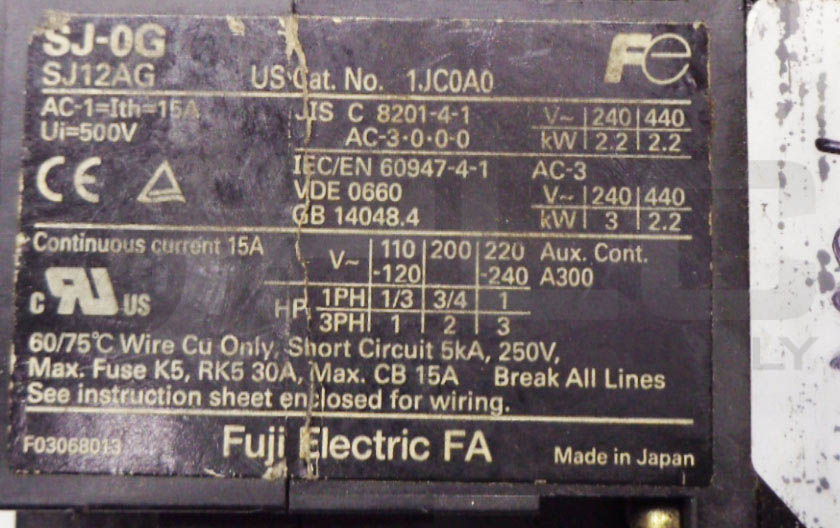 SJ-0G
Fe
SJ12AG
US Cat. No. 1JC0A0
AC-1=Ith=15A
Ui=500V
JIS C 8201-4-1
AC-3·0·0·0
V~ 240 440
kW 2.2 2.2
CE
IEC/EN 60947-4-1 AC-3
VDE 0660
GB 14048.4
V~ 240 440
kW 3 2.2
Continuous current 15A
c RU US
V~ 110-120 200 220-240
Aux. Cont.
A300
HP 1PH 1/3 3/4 1
3PH 1 2 3
60/75°C Wire Cu Only, Short Circuit 5kA, 250V,
Max. Fuse K5, RK5 30A, Max. CB 15A Break All Lines
See instruction sheet enclosed for wiring.
F03068013
Fuji Electric FA
Made in Japan